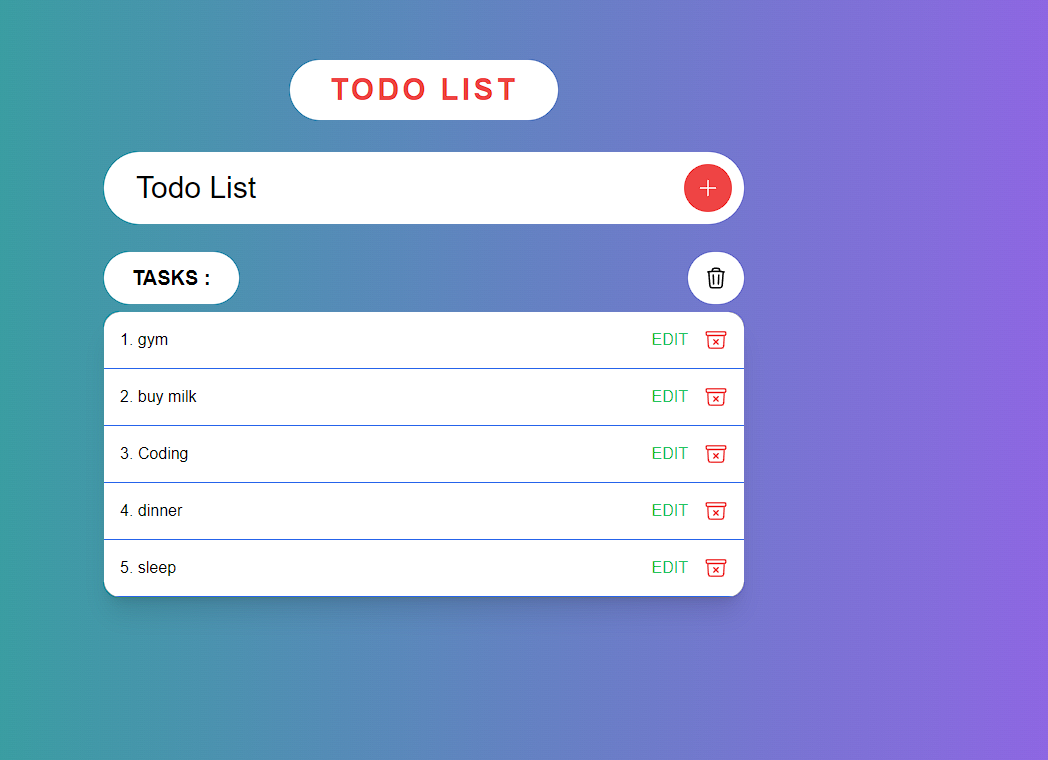 TODO LIST
Todo List
TASKS :
1. gym EDIT
2. buy milk EDIT
3. Coding EDIT
4. dinner EDIT
5. sleep EDIT